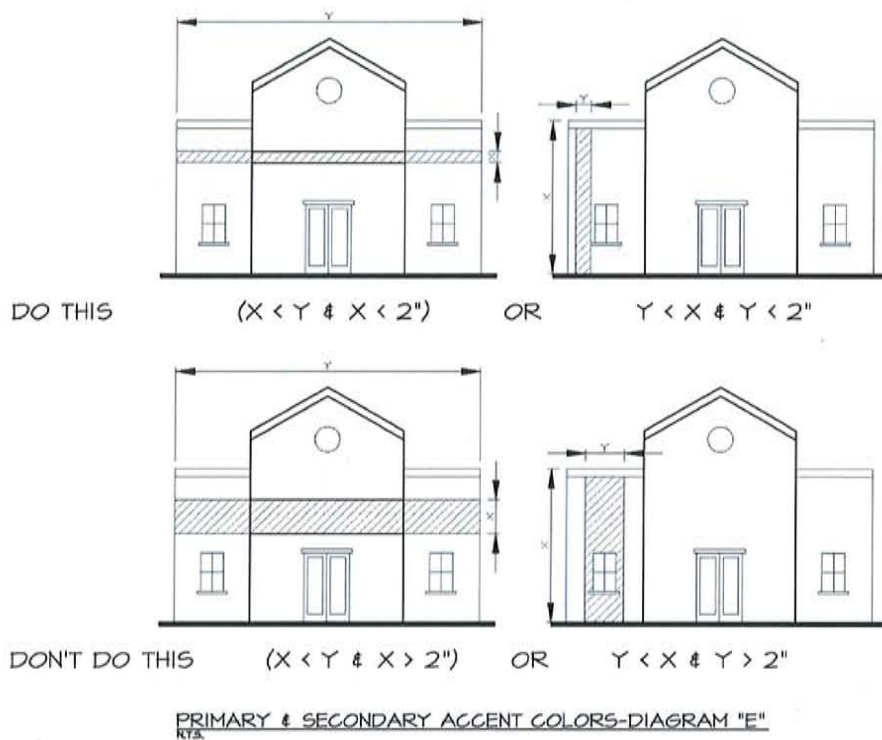 Y
Y
X
X
DO THIS (X < Y & X < 2") OR Y < X & Y < 2"
Y
Y
X
X
DON'T DO THIS (X < Y & X > 2") OR Y < X & Y > 2"
PRIMARY & SECONDARY ACCENT COLORS-DIAGRAM "E"
N.T.S.